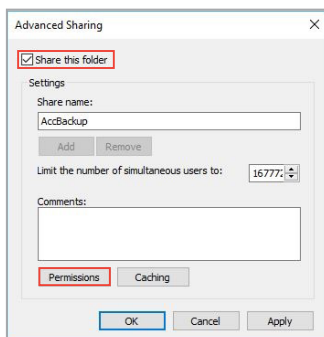 Advanced Sharing
Share this folder
Settings
Share name:
AccBackup
Add Remove
Limit the number of simultaneous users to: 16777
Comments:
Permissions Caching
OK Cancel Apply